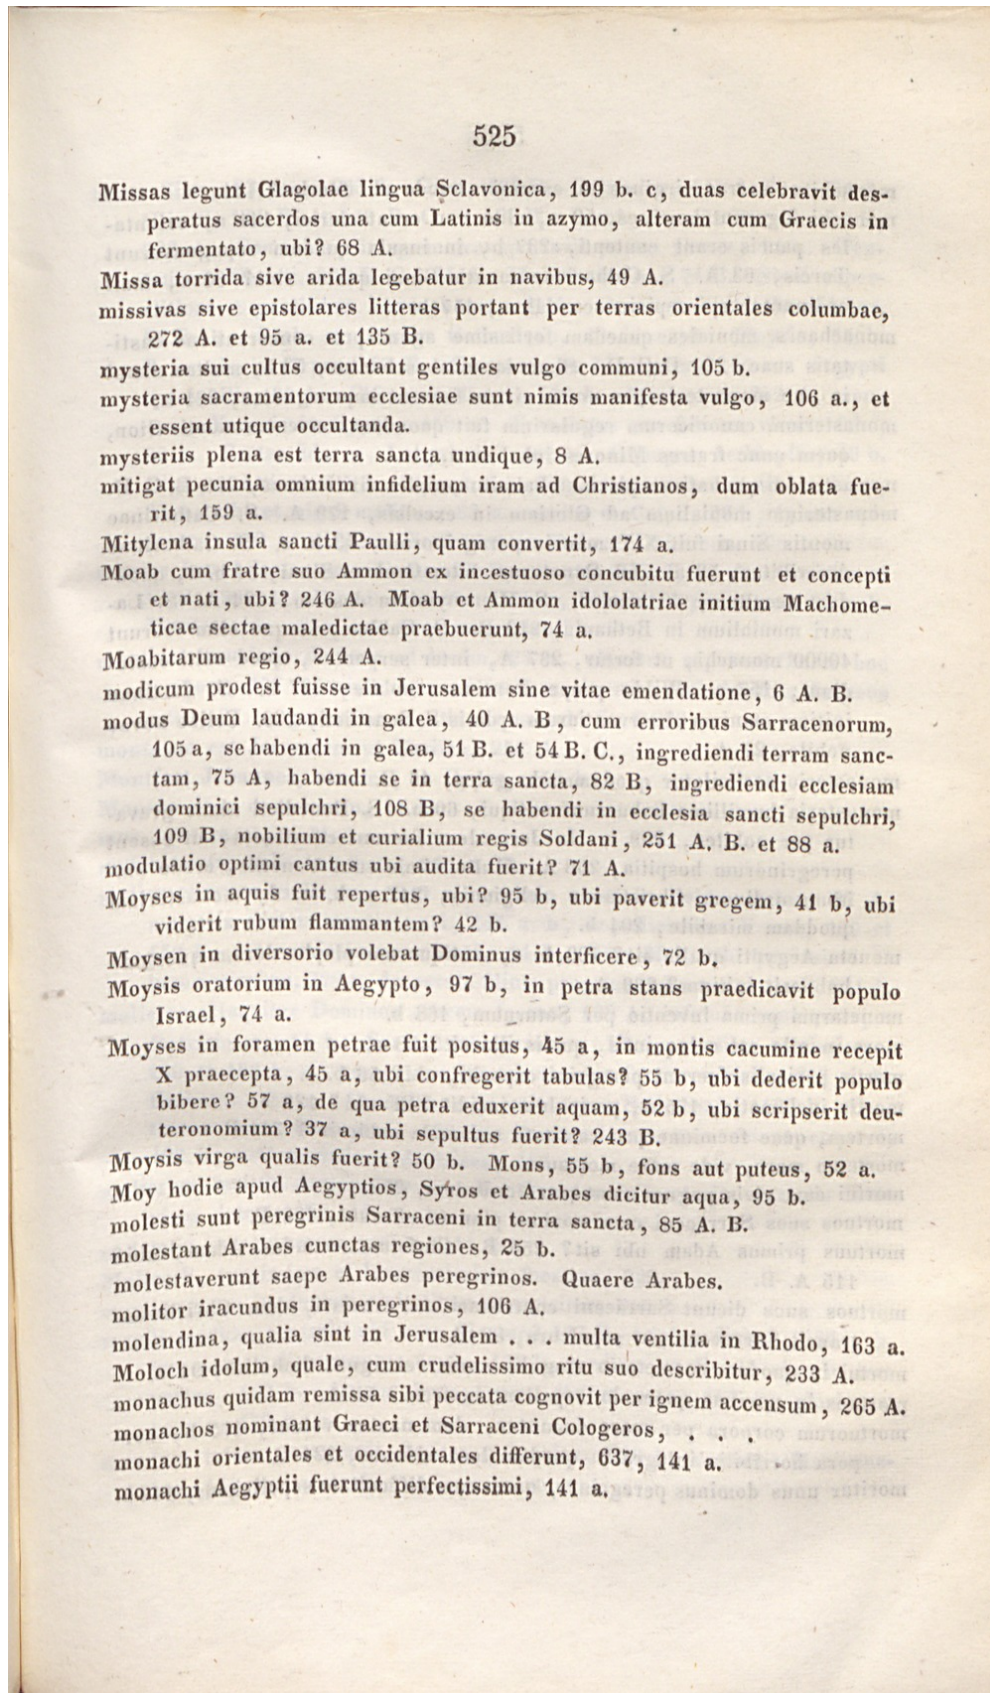 525
Missas legunt Glagolae lingua Sclavonica, 199 b. c, duas celebravit des-
peratus sacerdos una cum Latinis in azymo, alteram cum Graecis in
fermentato, ubi? 68 A.
Missa torrida sive arida legebatur in navibus, 49 A.
missivas sive epistolares litteras portant per terras orientales columbae,
272 A. et 95 a. et 135 B.
mysteria sui cultus occultant gentiles vulgo communi, 105 b.
mysteria sacramentorum ecclesiae sunt nimis manifesta vulgo, 106 a., et
essent utique occultanda.
mysteriis plena est terra sancta undique, 8 A.
mitigat pecunia omnium infidelium iram ad Christianos, dum oblata fue-
rit, 159 a.
Mitylena insula sancti Paulli, quam convertit, 174 a.
Moab cum fratre suo Ammon ex incestuoso concubitu fuerunt et concepti
et nati, ubi? 246 A. Moab et Ammon idololatriae initium Machome-
ticae sectae maledictae praebuerunt, 74 a.
Moabitarum regio, 244 A.
modicum prodest fuisse in Jerusalem sine vitae emendatione, 6 A. B.
modus Deum laudandi in galea, 40 A. B, cum erroribus Sarracenorum,
105 a, se habendi in galea, 51 B. et 54 B. C., ingrediendi terram sanc-
tam, 75 A, habendi se in terra sancta, 82 B, ingrediendi ecclesiam
dominici sepulchri, 108 B, se habendi in ecclesia sancti sepulchri,
109 B, nobilium et curialium regis Soldani, 251 A. B. et 88 a.
modulatio optimi cantus ubi audita fuerit? 71 A.
Moyses in aquis fuit repertus, ubi? 95 b, ubi paverit gregem, 41 b, ubi
viderit rubum flammantem? 42 b.
Moysen in diversorio volebat Dominus interficere, 72 b.
Moysis oratorium in Aegypto, 97 b, in petra stans praedicavit populo
Israel, 74 a.
Moyses in foramen petrae fuit positus, 45 a, in montis cacumine recepit
X praecepta, 45 a, ubi confregerit tabulas? 55 b, ubi dederit populo
bibere? 57 a, de qua petra eduxerit aquam, 52 b, ubi scripserit deu-
teronomium? 37 a, ubi sepultus fuerit? 243 B.
Moysis virga qualis fuerit? 50 b. Mons, 55 b, fons aut puteus, 52 a.
Moy hodie apud Aegyptios, Syros et Arabes dicitur aqua, 95 b.
molesti sunt peregrinis Sarraceni in terra sancta, 85 A. B.
molestant Arabes cunctas regiones, 25 b.
molestaverunt saepe Arabes peregrinos. Quaere Arabes.
molitor iracundus in peregrinos, 106 A.
molendina, qualia sint in Jerusalem . . . multa ventilia in Rhodo, 163 a.
Moloch idolum, quale, cum crudelissimo ritu suo describitur, 233 A.
monachus quidam remissa sibi peccata cognovit per ignem accensum, 265 A.
monachos nominant Graeci et Sarraceni Cologeros, . . .
monachi orientales et occidentales differunt, 637, 141 a.
monachi Aegyptii fuerunt perfectissimi, 141 a.